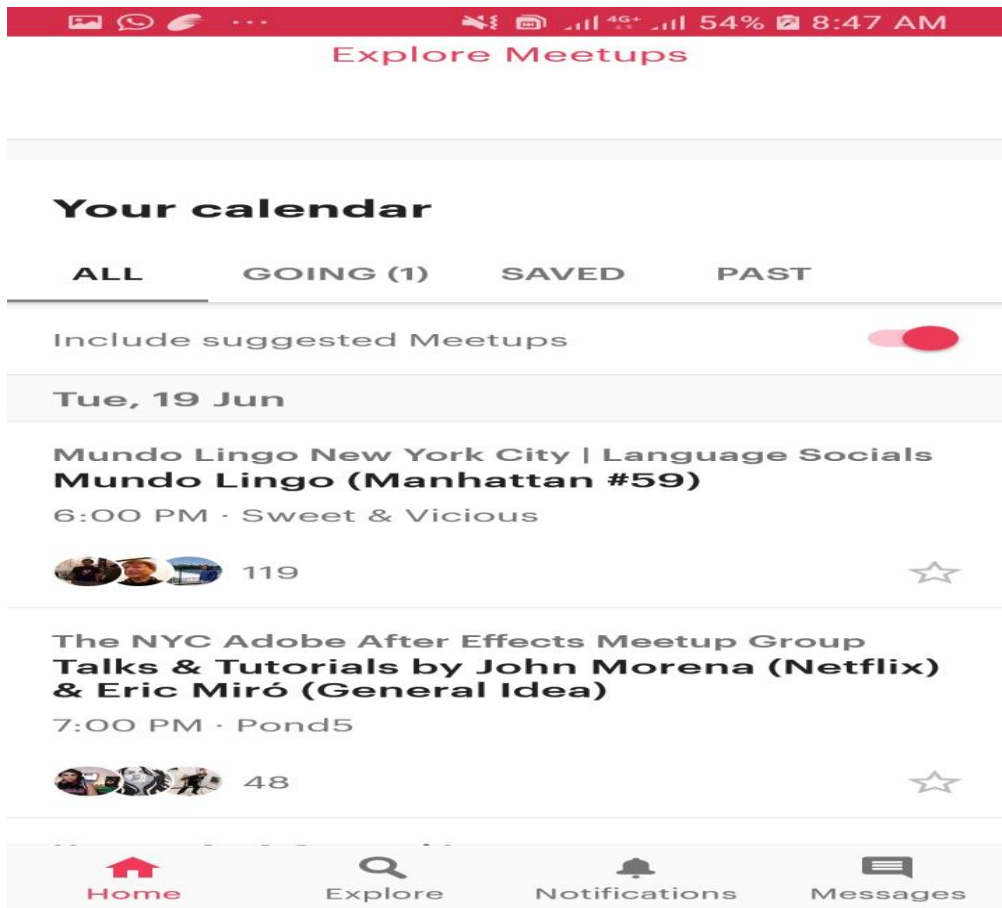 4G+ 54% 8:47 AM
Explore Meetups
Your calendar
ALL GOING (1) SAVED PAST
Include suggested Meetups
Tue, 19 Jun
Mundo Lingo New York City | Language Socials
Mundo Lingo (Manhattan #59)
6:00 PM · Sweet & Vicious
119
The NYC Adobe After Effects Meetup Group
Talks & Tutorials by John Morena (Netflix)
& Eric Miró (General Idea)
7:00 PM · Pond5
48
Home Explore Notifications Messages